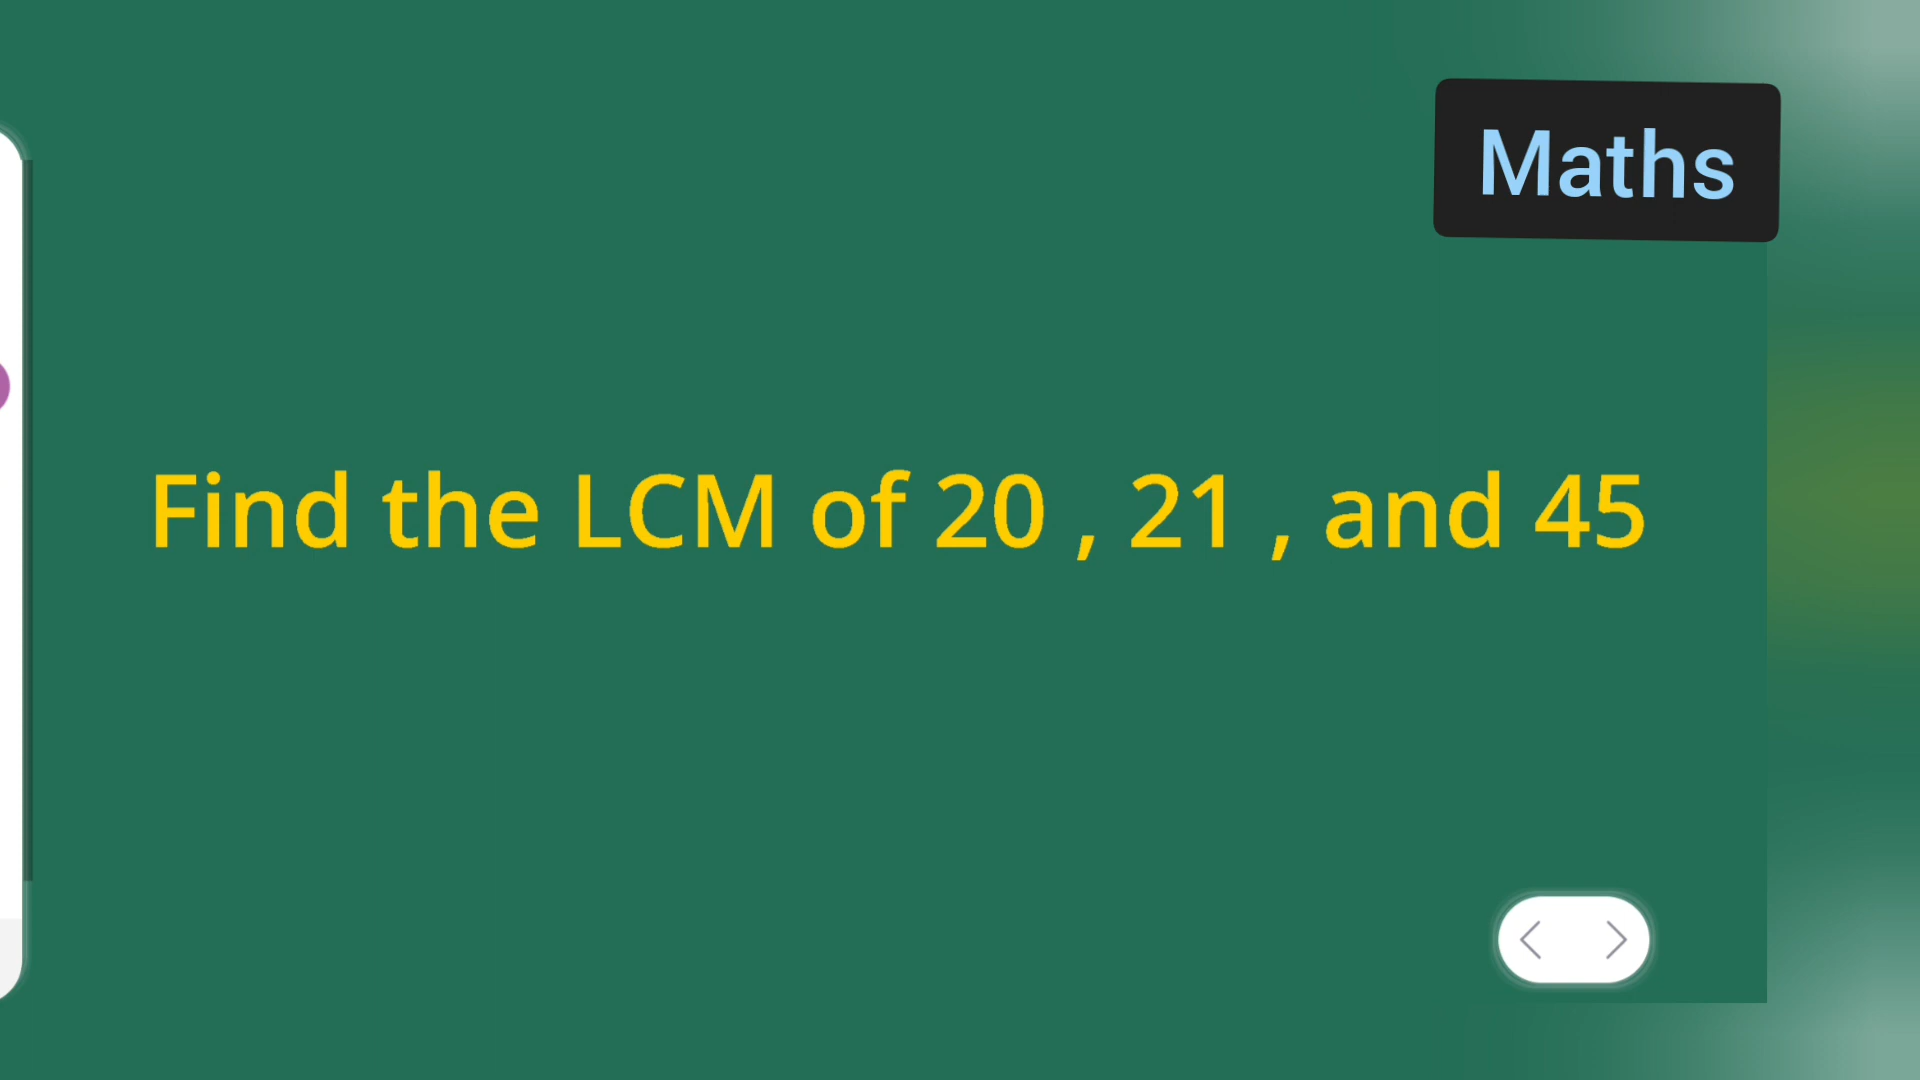 Maths
Find the LCM of 20 , 21 , and 45